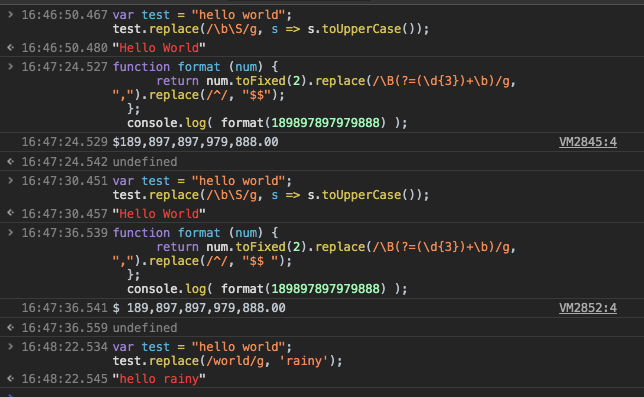 > 16:46:50.467 var test = "hello world";
test.replace(/\b\S/g, s => s.toUpperCase());
< 16:46:50.480 "Hello World"
> 16:47:24.527 function format (num) {
return num.toFixed(2).replace(/\B(?=(\d{3})+\b)/g,
",").replace(/^/, "$$");
};
console.log( format(189897897979888) );
16:47:24.529 $189,897,897,979,888.00 VM2845:4
< 16:47:24.542 undefined
> 16:47:30.451 var test = "hello world";
test.replace(/\b\S/g, s => s.toUpperCase());
< 16:47:30.457 "Hello World"
> 16:47:36.539 function format (num) {
return num.toFixed(2).replace(/\B(?=(\d{3})+\b)/g,
",").replace(/^/, "$$ ");
};
console.log( format(189897897979888) );
16:47:36.541 $ 189,897,897,979,888.00 VM2852:4
< 16:47:36.559 undefined
> 16:48:22.534 var test = "hello world";
test.replace(/world/g, 'rainy');
< 16:48:22.545 "hello rainy"